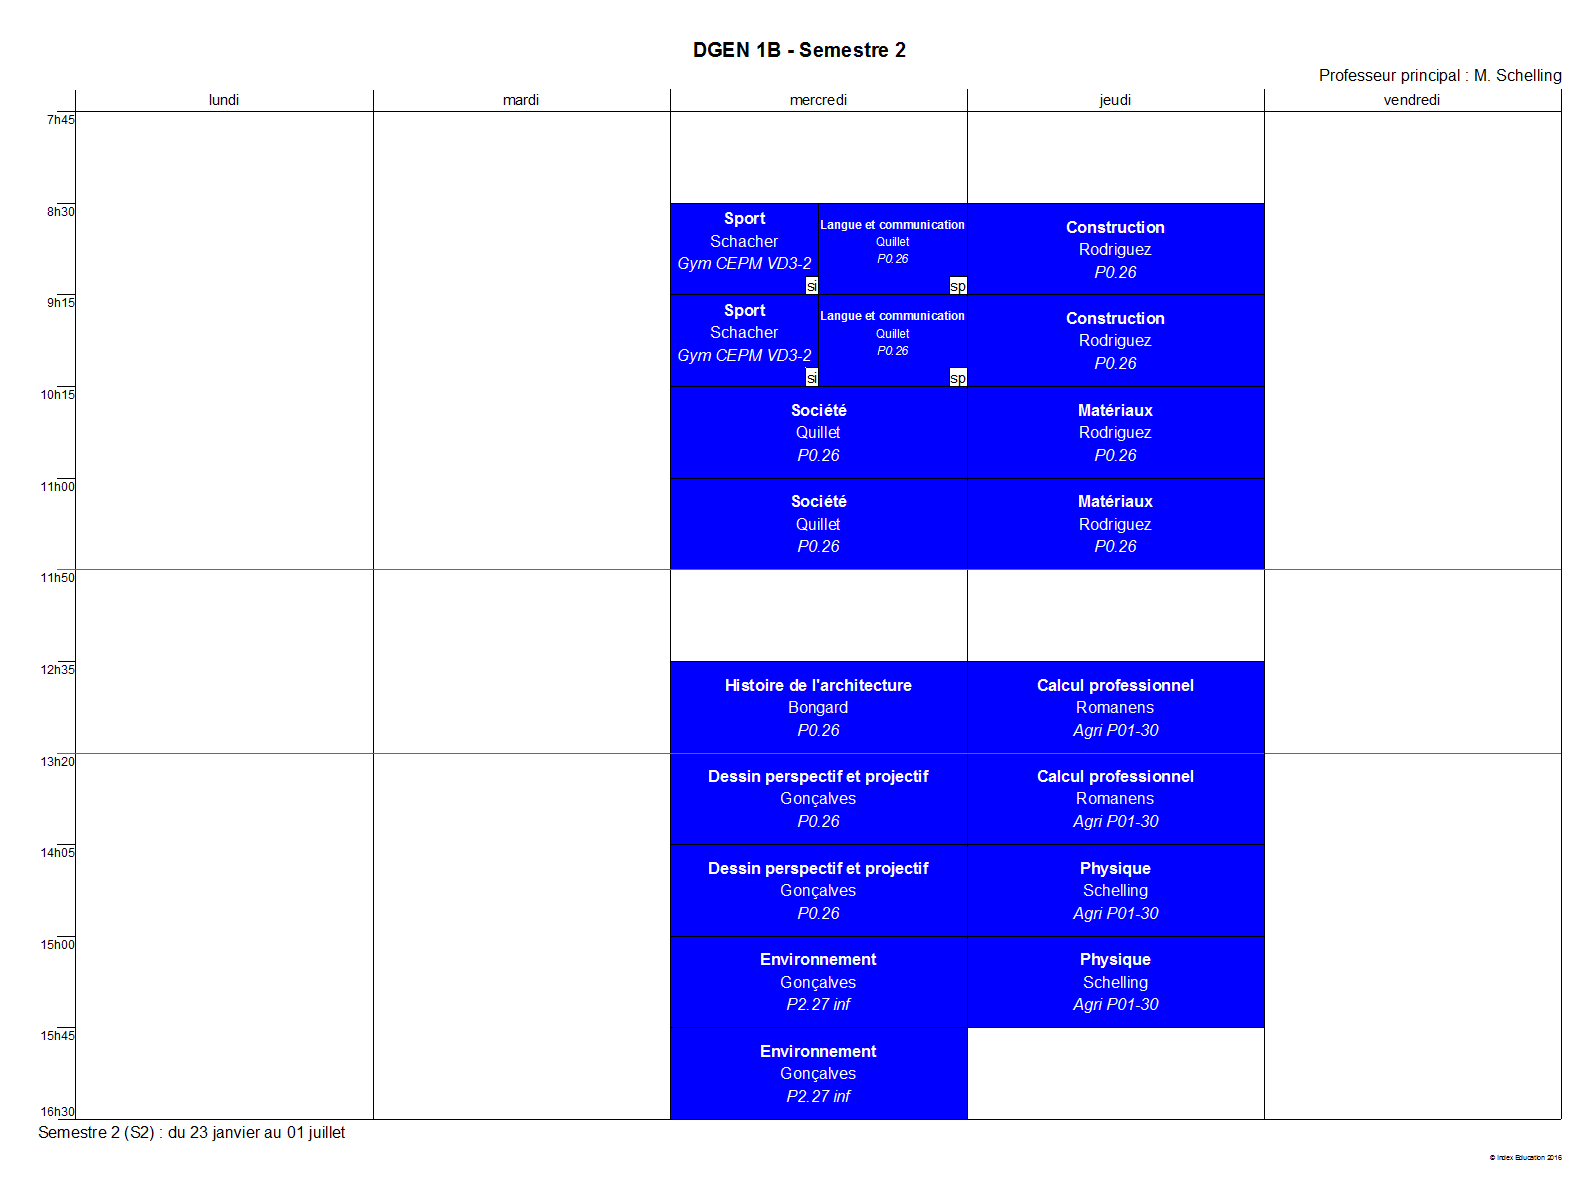 DGEN 1B - Semestre 2
Professeur principal : M. Schelling
lundi mardi mercredi jeudi vendredi
7h45
8h30
Sport
Schacher
Gym CEPM VD3-2
si
Langue et communication
Quillet
P0.26
sp
Construction
Rodriguez
P0.26
9h15
Sport
Schacher
Gym CEPM VD3-2
si
Langue et communication
Quillet
P0.26
sp
Construction
Rodriguez
P0.26
10h15
Société
Quillet
P0.26
Matériaux
Rodriguez
P0.26
11h00
Société
Quillet
P0.26
Matériaux
Rodriguez
P0.26
11h50
12h35
Histoire de l'architecture
Bongard
P0.26
Calcul professionnel
Romanens
Agri P01-30
13h20
Dessin perspectif et projectif
Gonçalves
P0.26
Calcul professionnel
Romanens
Agri P01-30
14h05
Dessin perspectif et projectif
Gonçalves
P0.26
Physique
Schelling
Agri P01-30
15h00
Environnement
Gonçalves
P2.27 inf
Physique
Schelling
Agri P01-30
15h45
Environnement
Gonçalves
P2.27 inf
16h30
Semestre 2 (S2) : du 23 janvier au 01 juillet
© Index Education 2016